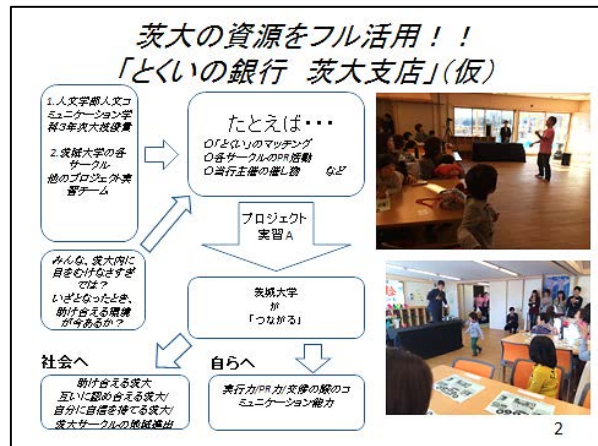 茨大の資源をフル活用！！
「とくいの銀行 茨大支店」(仮)
1.人文学部人文コ
ミュニケーション学
科3年次大技優貴
2.茨城大学の各
サークル
他のプロジェクト実
習チーム
たとえば・・・
○「とくい」のマッチング
○各サークルのPR活動
○当行主催の催し物 など
プロジェクト
実習A
みんな、茨大内に
目をむけなさすぎ
では？
いざとなったとき、
助け合える環境
が今あるか？
茨城大学
が
「つながる」
社会へ
自らへ
助け合える茨大
互いに認め合える茨大/
自分に自信を持てる茨大/
茨大サークルの地域進出
実行力/PR力/交渉の際のコ
ミュニケーション能力
2